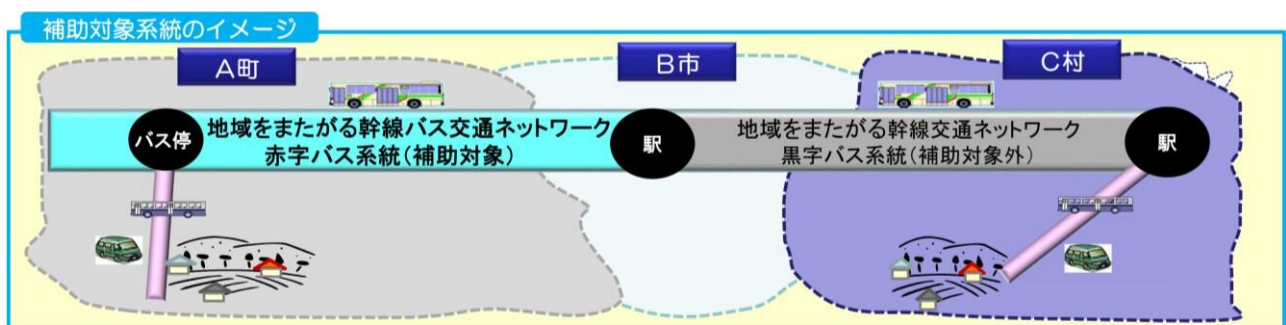 補助対象系統のイメージ
A町
B市
C村
バス停
地域をまたがる幹線バス交通ネットワーク
赤字バス系統(補助対象)
駅
地域をまたがる幹線交通ネットワーク
黒字バス系統(補助対象外)
駅